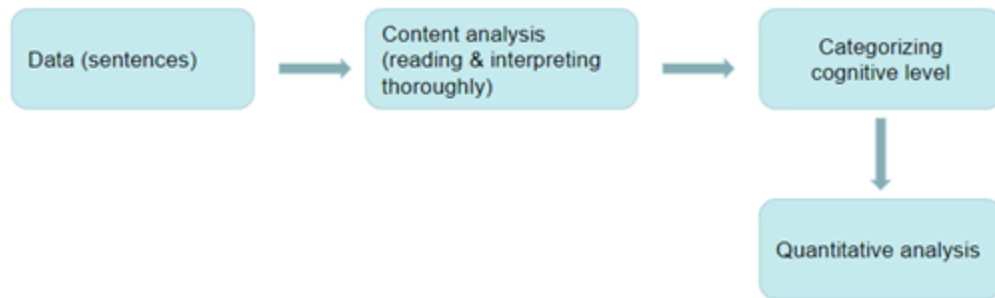 Data (sentences)
Content analysis
(reading & interpreting
thoroughly)
Categorizing
cognitive level
Quantitative analysis